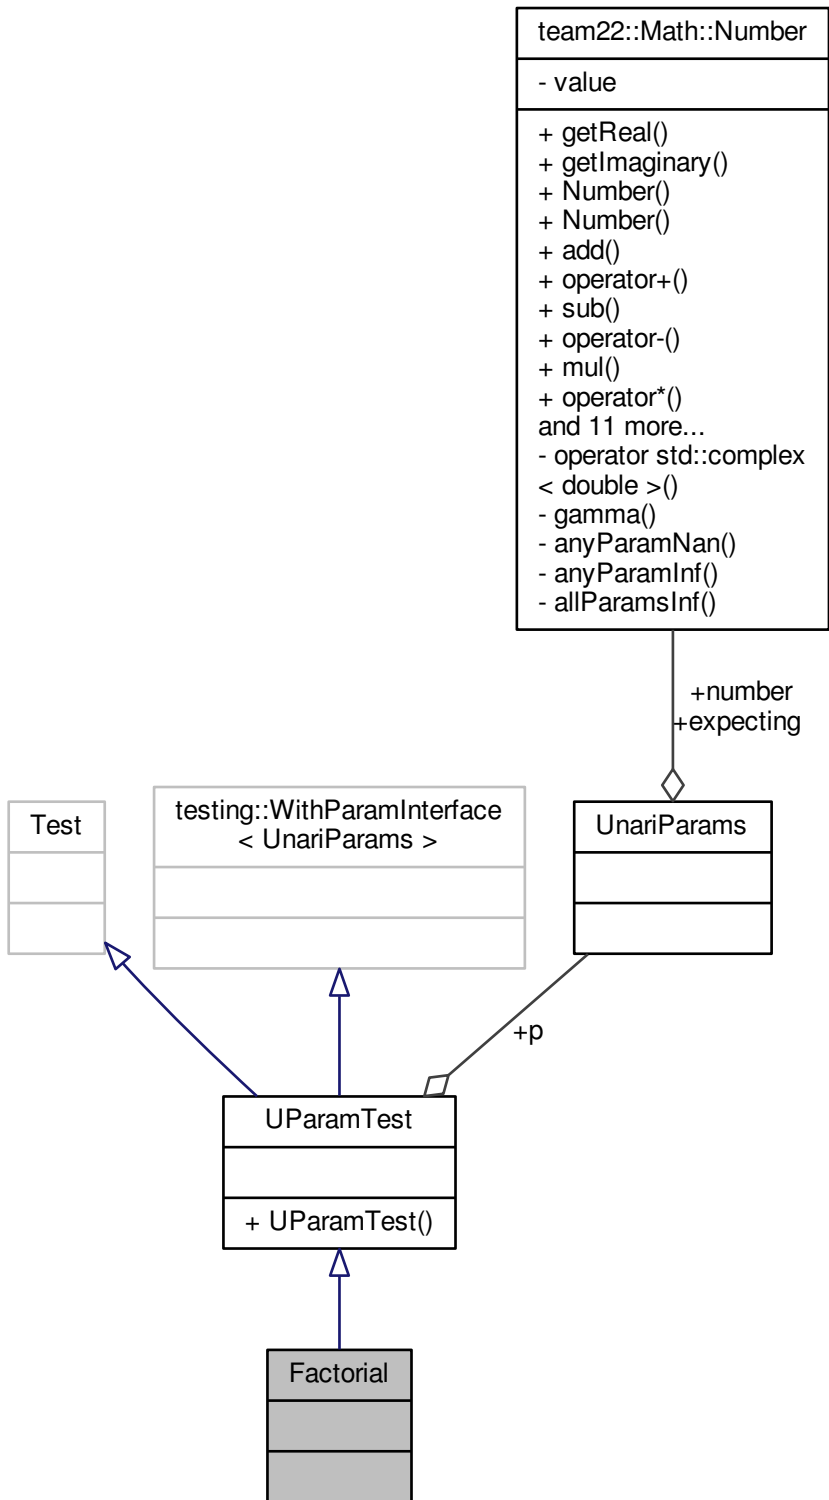 team22::Math::Number
- value
+ getReal()
+ getImaginary()
+ Number()
+ Number()
+ add()
+ operator+()
+ sub()
+ operator-()
+ mul()
+ operator*()
and 11 more...
- operator std::complex
< double >()
- gamma()
- anyParamNan()
- anyParamInf()
- allParamsInf()
+number
+expecting
Test
testing::WithParamInterface
< UnariParams >
UnariParams
+p
UParamTest
+ UParamTest()
Factorial